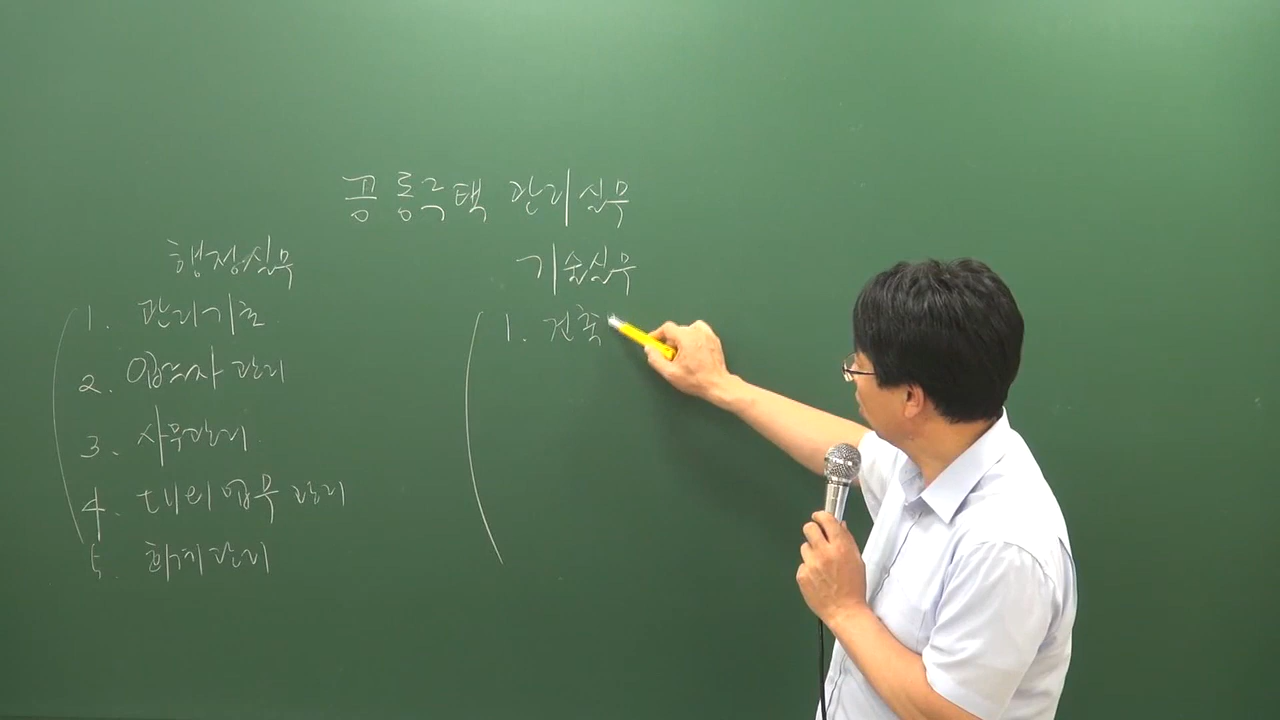 공동주택 관리실무
행정실무
1. 관리기초
2. 입주자 관리
3. 사무관리
4. 대외업무 관리
5. 회계관리
기술실무
1. 건축